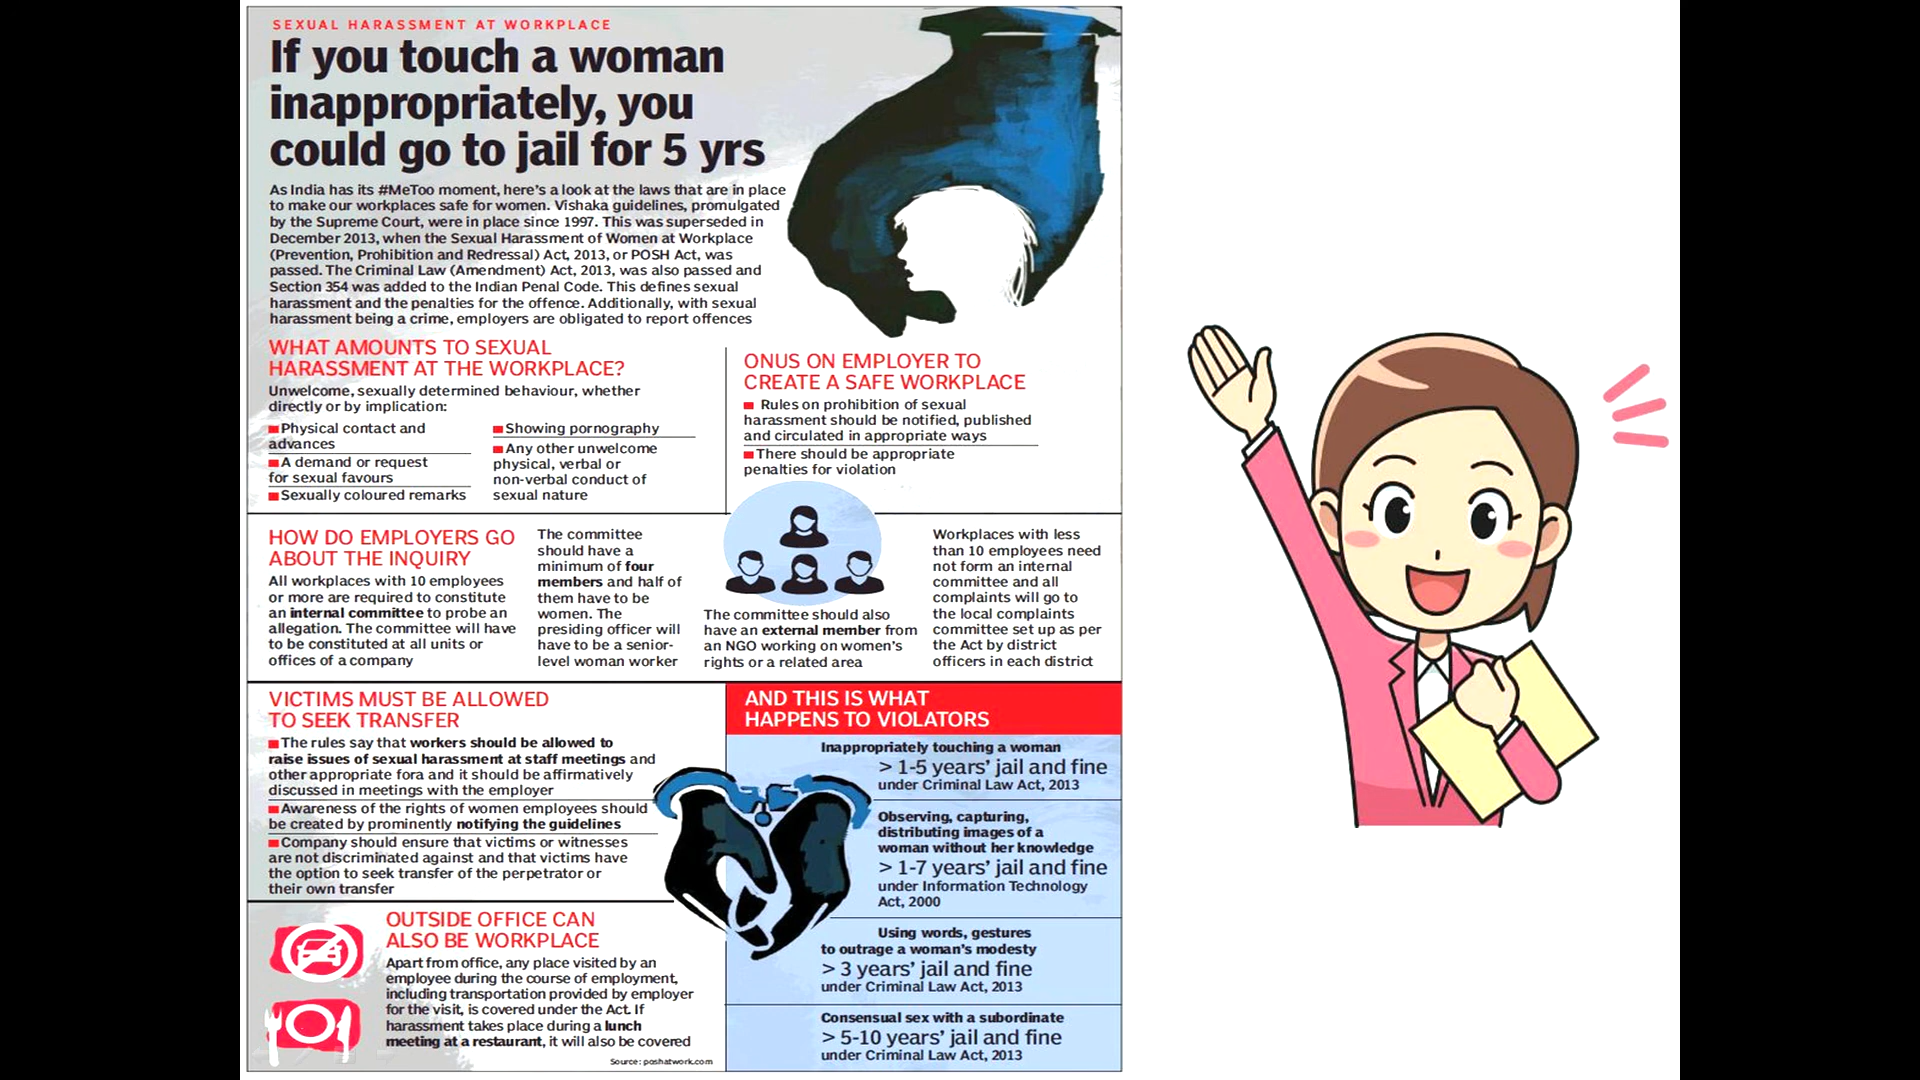 SEXUAL HARASSMENT AT WORKPLACE
If you touch a woman
inappropriately, you
could go to jail for 5 yrs
As India has its #MeToo moment, here's a look at the laws that are in place
to make our workplaces safe for women. Vishaka guidelines, promulgated
by the Supreme Court, were in place since 1997. This was superseded in
December 2013, when the Sexual Harassment of Women at Workplace
(Prevention, Prohibition and Redressal) Act, 2013, or POSH Act, was
passed. The Criminal Law (Amendment) Act, 2013, was also passed and
Section 354 was added to the Indian Penal Code. This defines sexual
harassment and the penalties for the offence. Additionally, with sexual
harassment being a crime, employers are obligated to report offences
WHAT AMOUNTS TO SEXUAL
HARASSMENT AT THE WORKPLACE?
Unwelcome, sexually determined behaviour, whether
directly or by implication:
Physical contact and
advances
A demand or request
for sexual favours
Sexually coloured remarks
Showing pornography
Any other unwelcome
physical, verbal or
non-verbal conduct of
sexual nature
ONUS ON EMPLOYER TO
CREATE A SAFE WORKPLACE
Rules on prohibition of sexual
harassment should be notified, published
and circulated in appropriate ways
There should be appropriate
penalties for violation
HOW DO EMPLOYERS GO
ABOUT THE INQUIRY
All workplaces with 10 employees
or more are required to constitute
an internal committee to probe an
allegation. The committee will have
to be constituted at all units or
offices of a company
The committee
should have a
minimum of four
members and half of
them have to be
women. The
presiding officer will
have to be a senior-
level woman worker
The committee should also
have an external member from
an NGO working on women's
rights or a related area
Workplaces with less
than 10 employees need
not form an internal
committee and all
complaints will go to
the local complaints
committee set up as per
the Act by district
officers in each district
VICTIMS MUST BE ALLOWED
TO SEEK TRANSFER
The rules say that workers should be allowed to
raise issues of sexual harassment at staff meetings and
other appropriate fora and it should be affirmatively
discussed in meetings with the employer
Awareness of the rights of women employees should
be created by prominently notifying the guidelines
Company should ensure that victims or witnesses
are not discriminated against and that victims have
the option to seek transfer of the perpetrator or
their own transfer
OUTSIDE OFFICE CAN
ALSO BE WORKPLACE
Apart from office, any place visited by an
employee during the course of employment,
including transportation provided by employer
for the visit, is covered under the Act. If
harassment takes place during a lunch
meeting at a restaurant, it will also be covered
Source: poshatwork.com
AND THIS IS WHAT
HAPPENS TO VIOLATORS
Inappropriately touching a woman
> 1-5 years' jail and fine
under Criminal Law Act, 2013
Observing, capturing,
distributing images of a
woman without her knowledge
> 1-7 years' jail and fine
under Information Technology
Act, 2000
Using words, gestures
to outrage a woman's modesty
> 3 years' jail and fine
under Criminal Law Act, 2013
Consensual sex with a subordinate
> 5-10 years' jail and fine
under Criminal Law Act, 2013